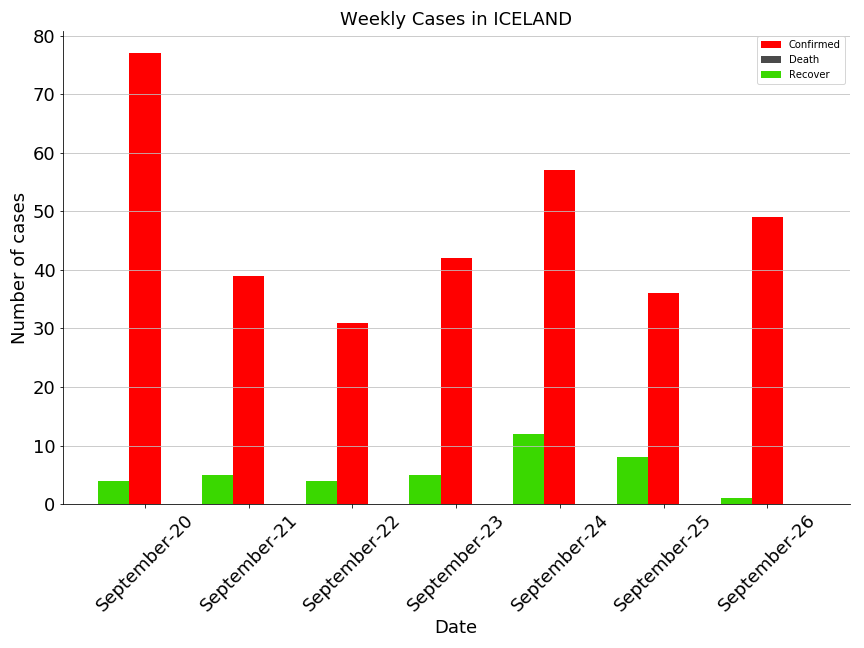 Weekly Cases in ICELAND
Confirmed
Death
Recover
Number of cases
80
70
60
50
40
30
20
10
0
September-20
September-21
September-22
September-23
September-24
September-25
September-26
Date